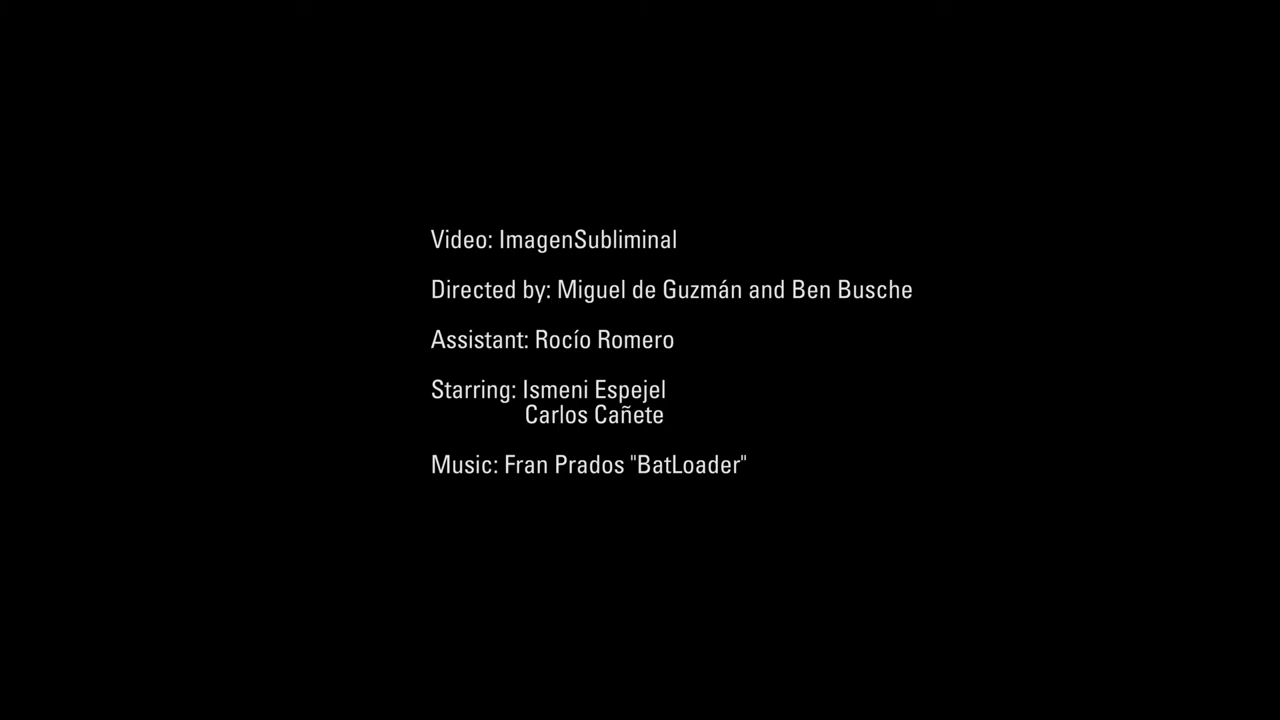 Video: ImagenSubliminal
Directed by: Miguel de Guzmán and Ben Busche
Assistant: Rocío Romero
Starring: Ismeni Espejel
Carlos Cañete
Music: Fran Prados "BatLoader"